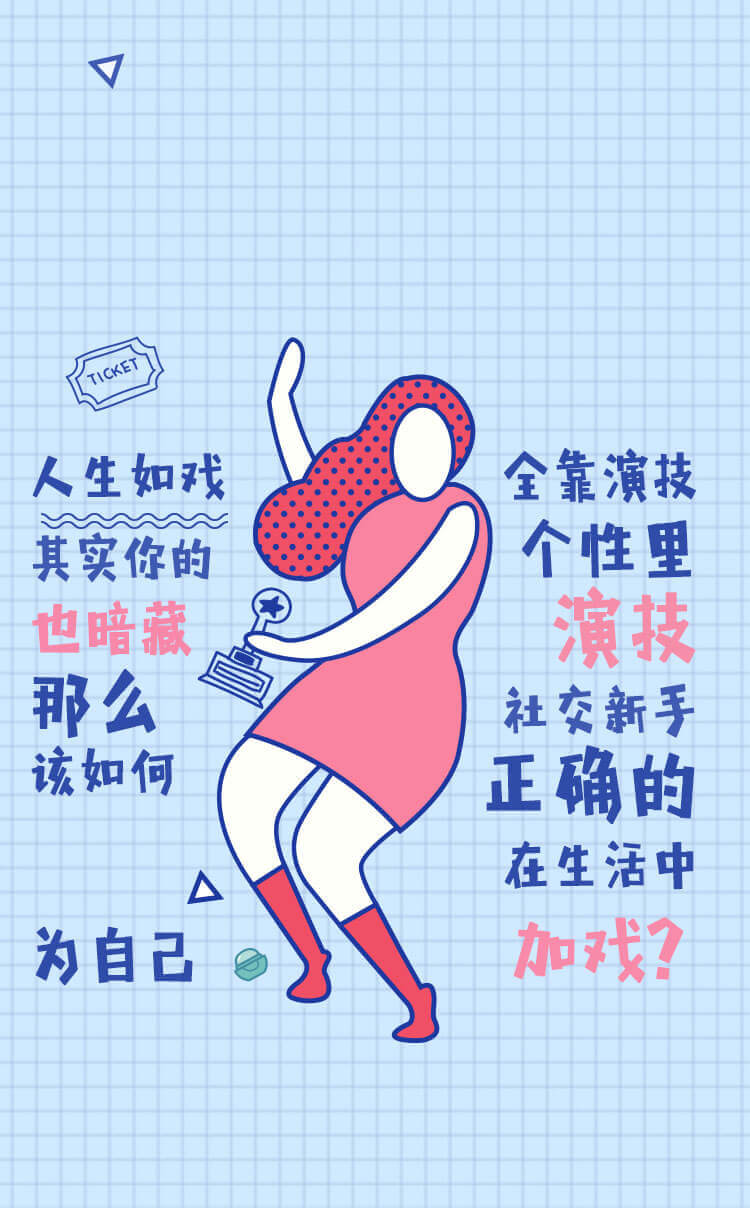 TICKET
人生如戏 全靠演技
其实你的 个性里
也暗藏 演技
那么 社交新手
该如何 正确的
在生活中
为自己 加戏?